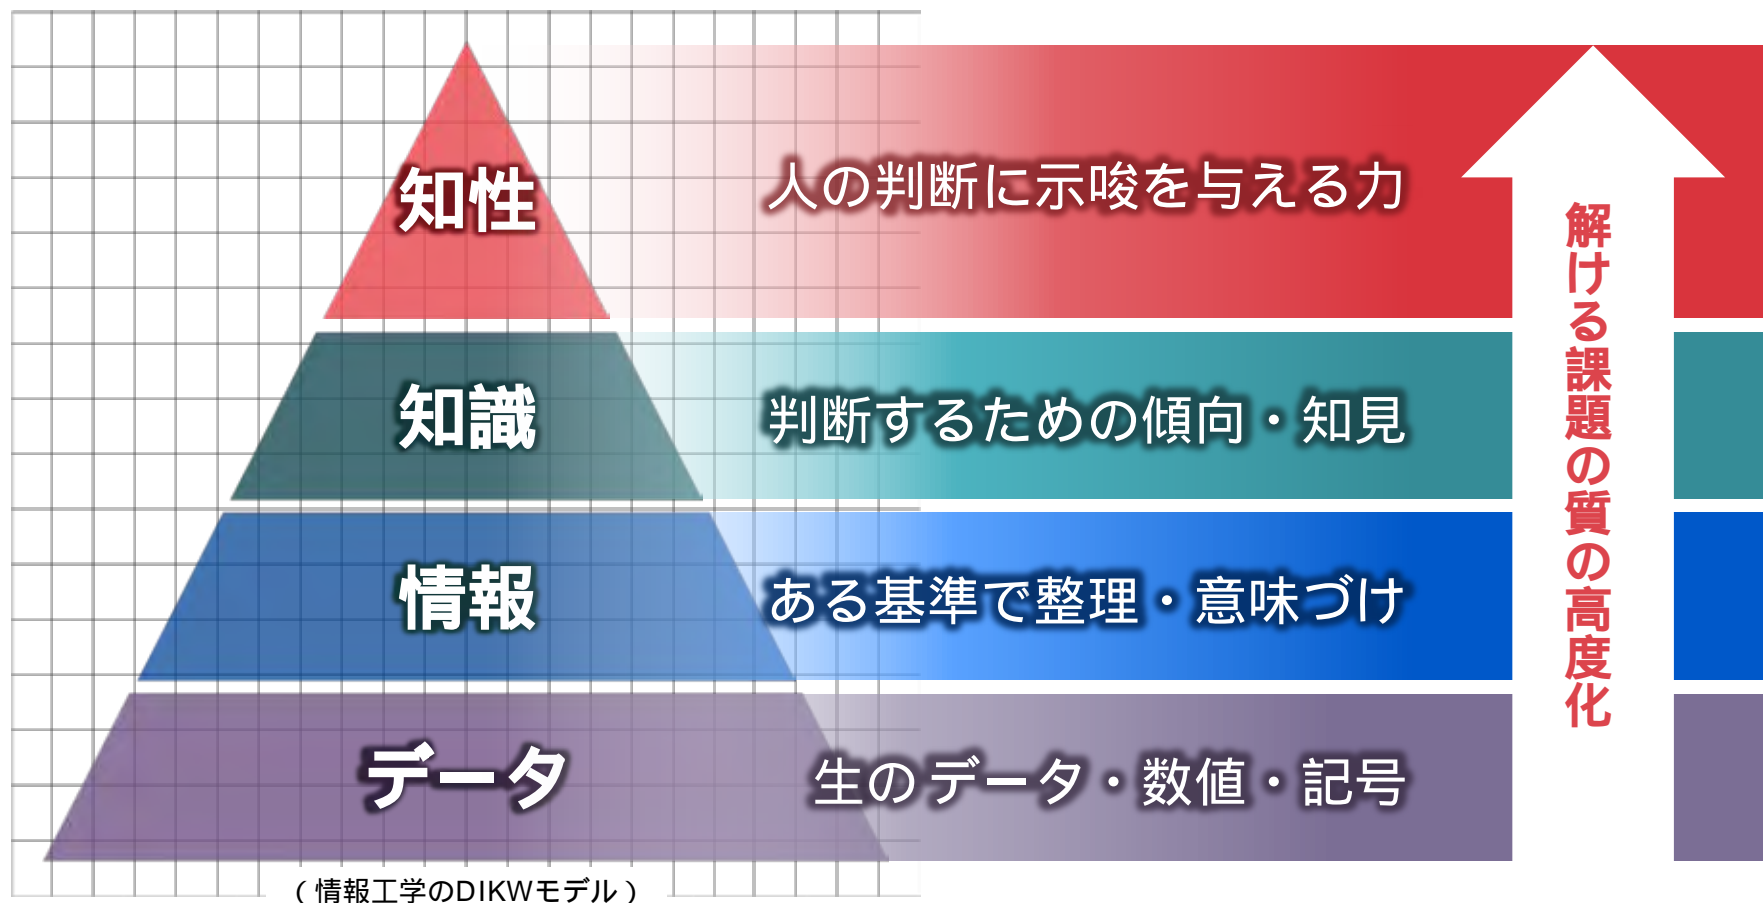 知性
人の判断に示唆を与える力
知識
判断するための傾向・知見
情報
ある基準で整理・意味づけ
データ
生のデータ・数値・記号
解ける課題の質の高度化
(情報工学のDIKWモデル)